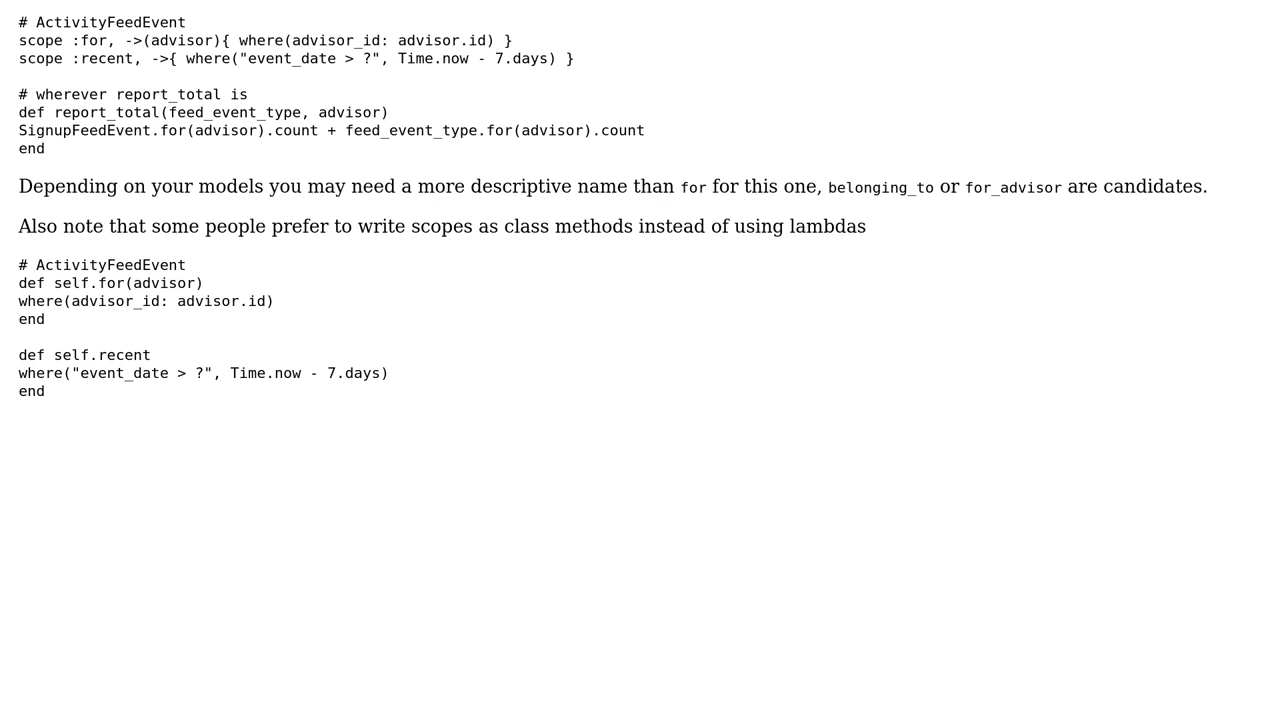 # ActivityFeedEvent
scope :for, ->(advisor){ where(advisor_id: advisor.id) }
scope :recent, ->{ where("event_date > ?", Time.now - 7.days) }

# wherever report_total is
def report_total(feed_event_type, advisor)
SignupFeedEvent.for(advisor).count + feed_event_type.for(advisor).count
end

Depending on your models you may need a more descriptive name than for for this one, belonging_to or for_advisor are candidates.

Also note that some people prefer to write scopes as class methods instead of using lambdas

# ActivityFeedEvent
def self.for(advisor)
where(advisor_id: advisor.id)
end

def self.recent
where("event_date > ?", Time.now - 7.days)
end